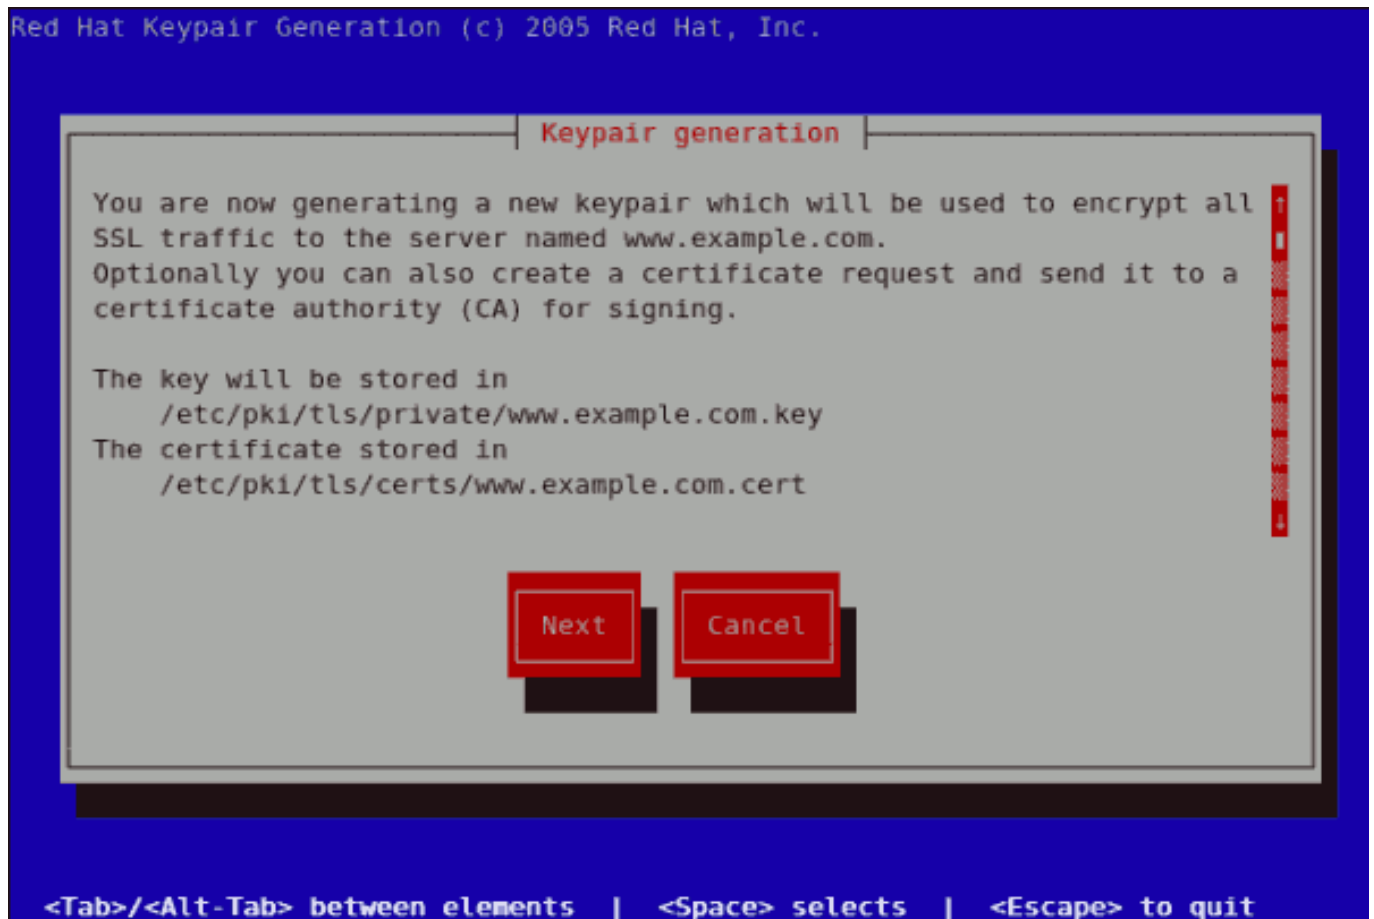 Red Hat Keypair Generation (c) 2005 Red Hat, Inc.
Keypair generation
You are now generating a new keypair which will be used to encrypt all
SSL traffic to the server named www.example.com.
Optionally you can also create a certificate request and send it to a
certificate authority (CA) for signing.
The key will be stored in
/etc/pki/tls/private/www.example.com.key
The certificate stored in
/etc/pki/tls/certs/www.example.com.cert
Next Cancel
<Tab>/<Alt-Tab> between elements | <Space> selects | <Escape> to quit